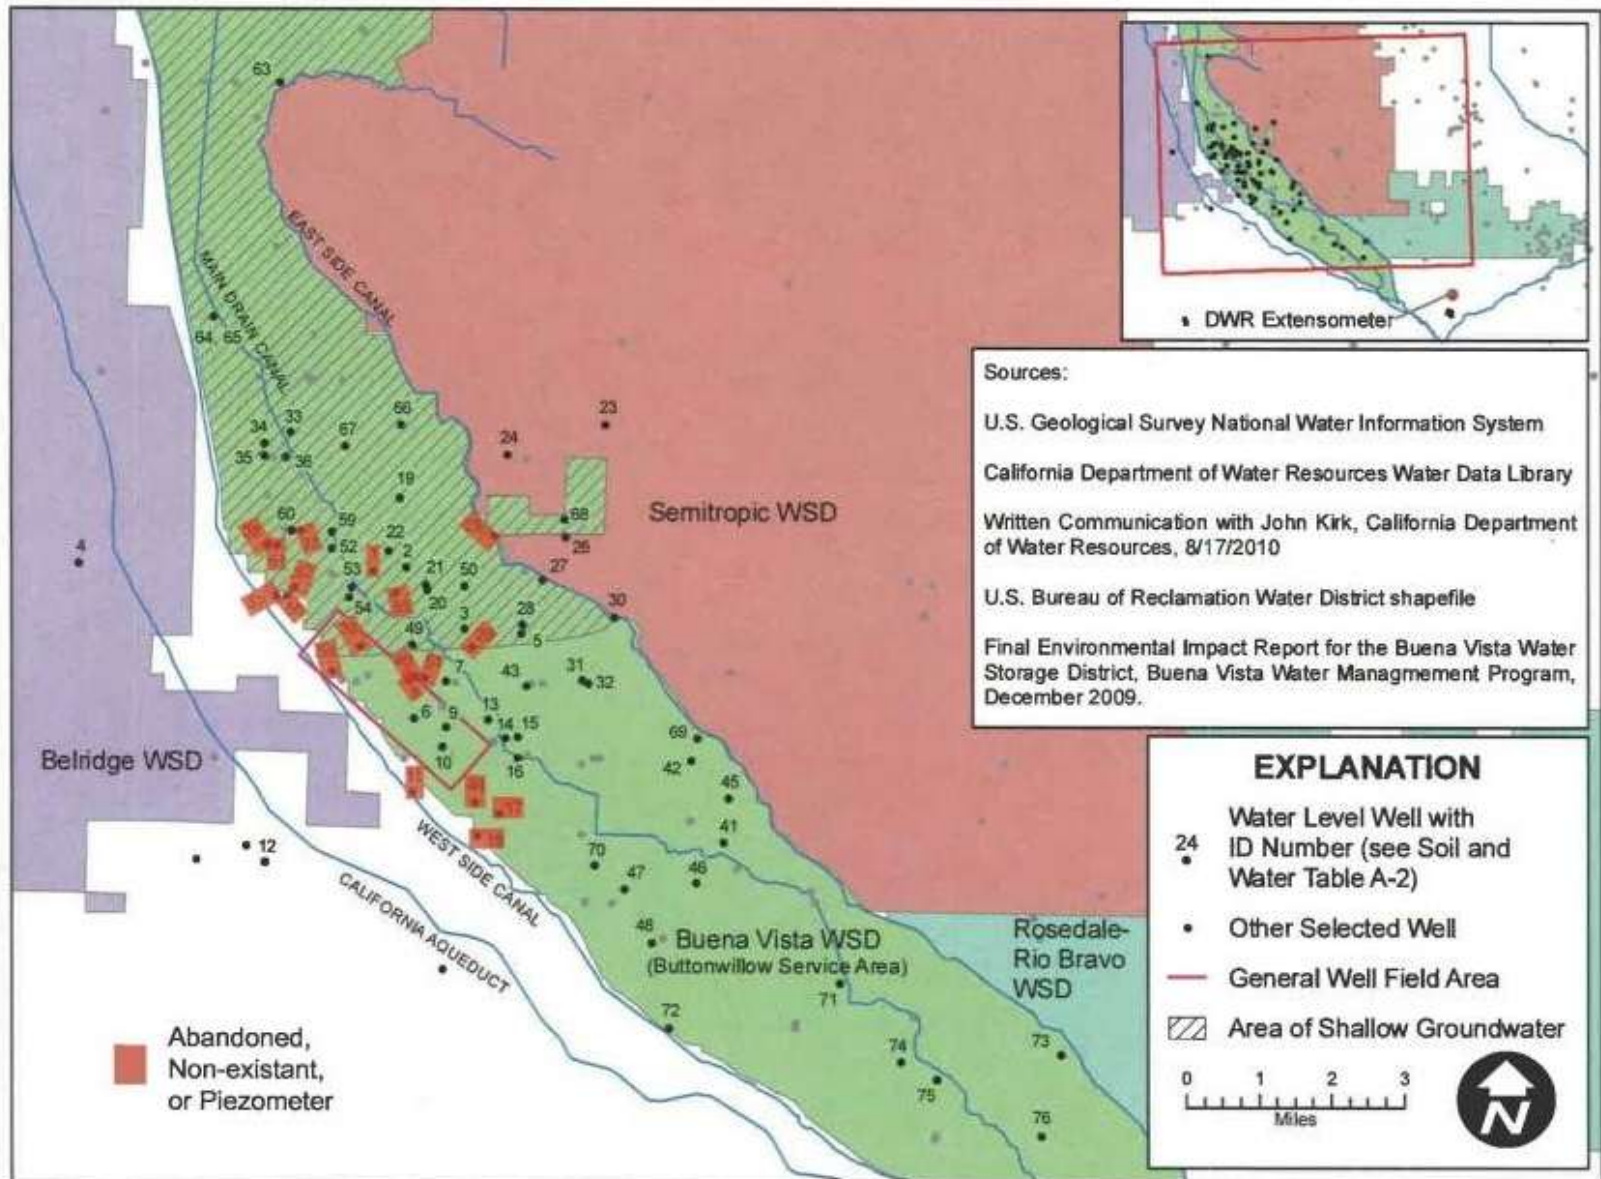 63
EAST SIDE CANAL
MAIN DRAIN CANAL
64 65
DWR Extensometer
Sources:
U.S. Geological Survey National Water Information System
California Department of Water Resources Water Data Library
Written Communication with John Kirk, California Department
of Water Resources, 8/17/2010
U.S. Bureau of Reclamation Water District shapefile
Final Environmental Impact Report for the Buena Vista Water
Storage District, Buena Vista Water Managmement Program,
December 2009.
33
34
35
36
67
66
23
24
19
Semitropic WSD
68
26
60
59
52
22
2
4
53
54
21
20
50
27
28
5
30
3
49
7
43
31
32
6
9
10
13
14
15
16
69
42
45
41
Belridge WSD
12
WEST SIDE CANAL
CALIFORNIA AQUEDUCT
17
70
47
46
48
Buena Vista WSD
(Buttonwillow Service Area)
71
72
Rosedale-
Rio Bravo
WSD
73
74
75
76
Abandoned,
Non-existant,
or Piezometer
EXPLANATION
24
Water Level Well with
ID Number (see Soil and
Water Table A-2)
Other Selected Well
General Well Field Area
Area of Shallow Groundwater
0 1 2 3
Miles
N